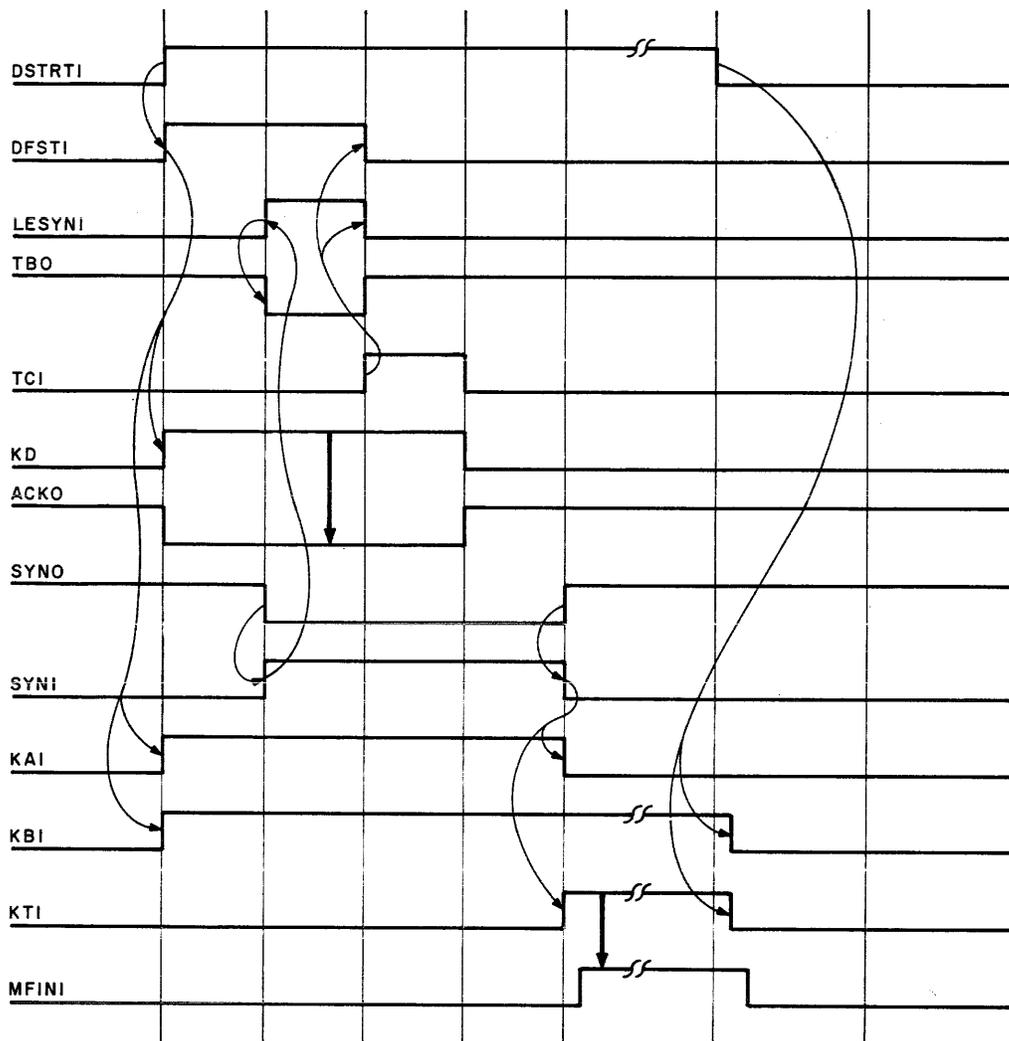 DSTRTI
DFSTI
LESYNI
TBO
TCI
KD
ACKO
SYNO
SYNI
KAI
KBI
KTI
MFINI